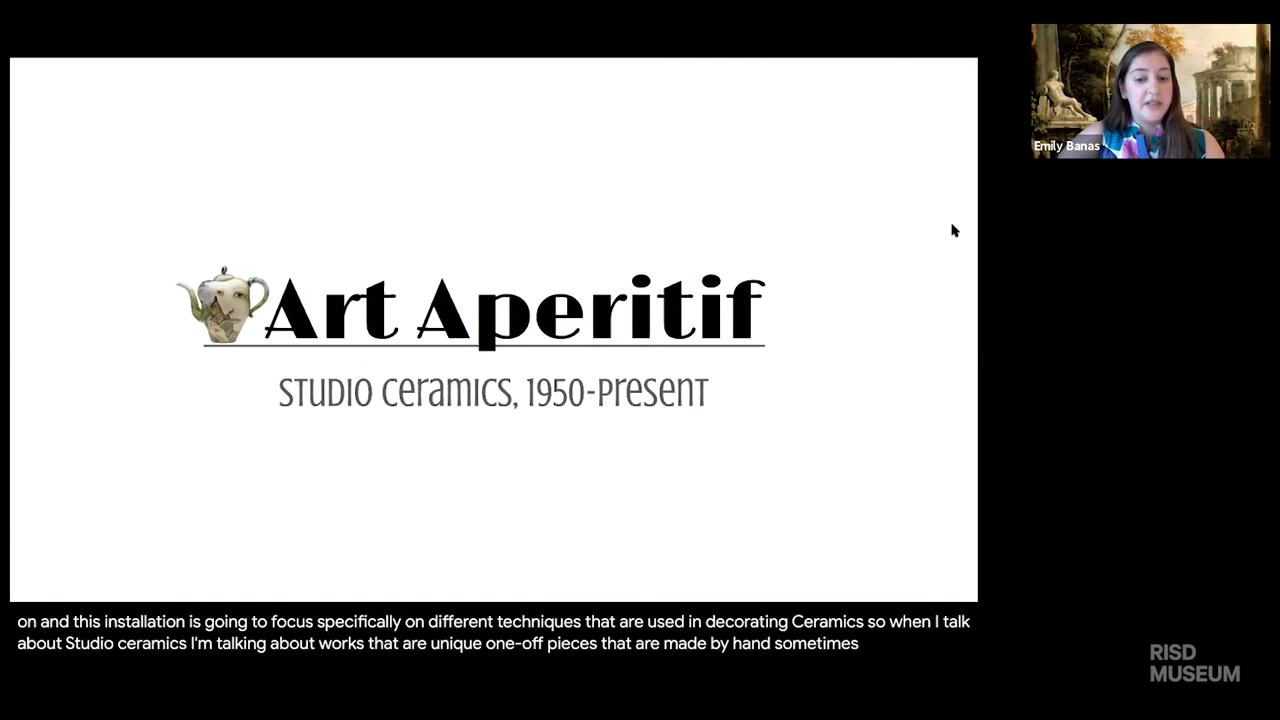 Emily Banas
Art Aperitif
Studio Ceramics, 1950-Present
on and this installation is going to focus specifically on different techniques that are used in decorating Ceramics so when I talk
about Studio ceramics I'm talking about works that are unique one-off pieces that are made by hand sometimes
RISD
MUSEUM